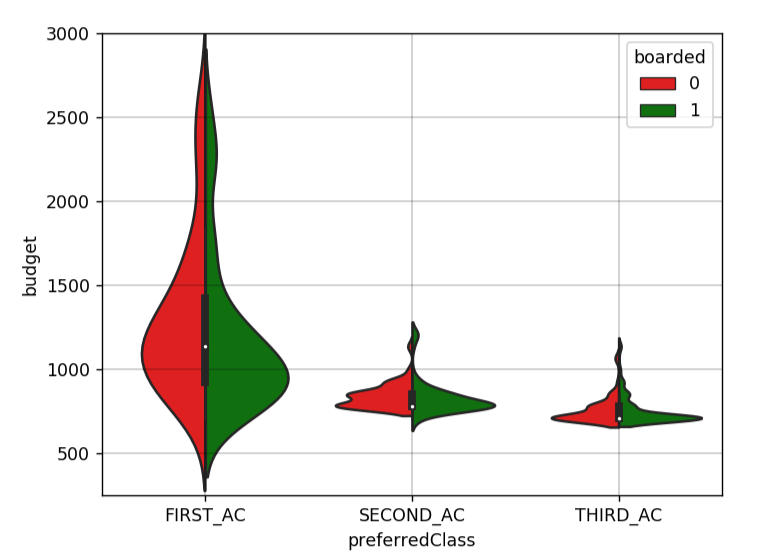 3000
2500
2000
1500
1000
500
budget
boarded
0
1
FIRST_AC SECOND_AC THIRD_AC
preferredClass